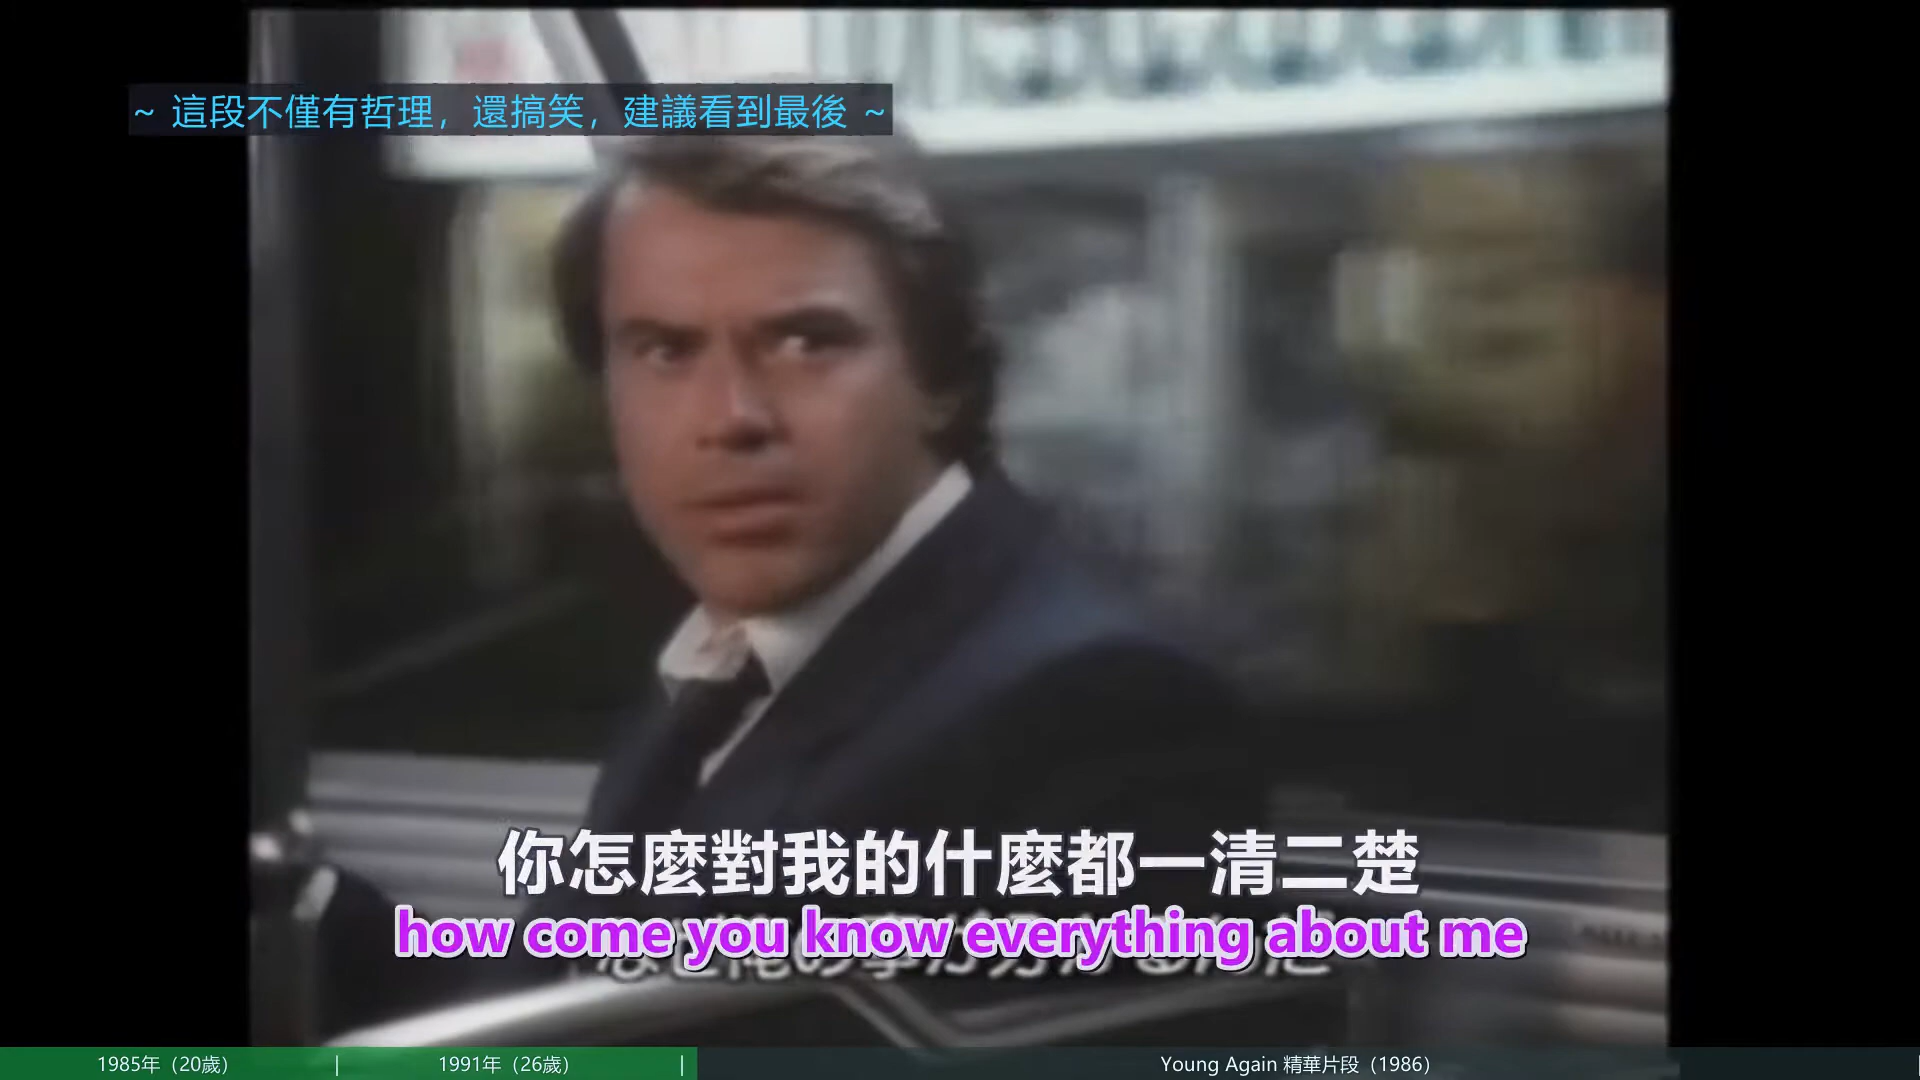 ~ 這段不僅有哲理，還搞笑，建議看到最後 ~
你怎麼對我的什麼都一清二楚
how come you know everything about me
1985年（20歲） | 1991年（26歲） | Young Again 精華片段（1986）